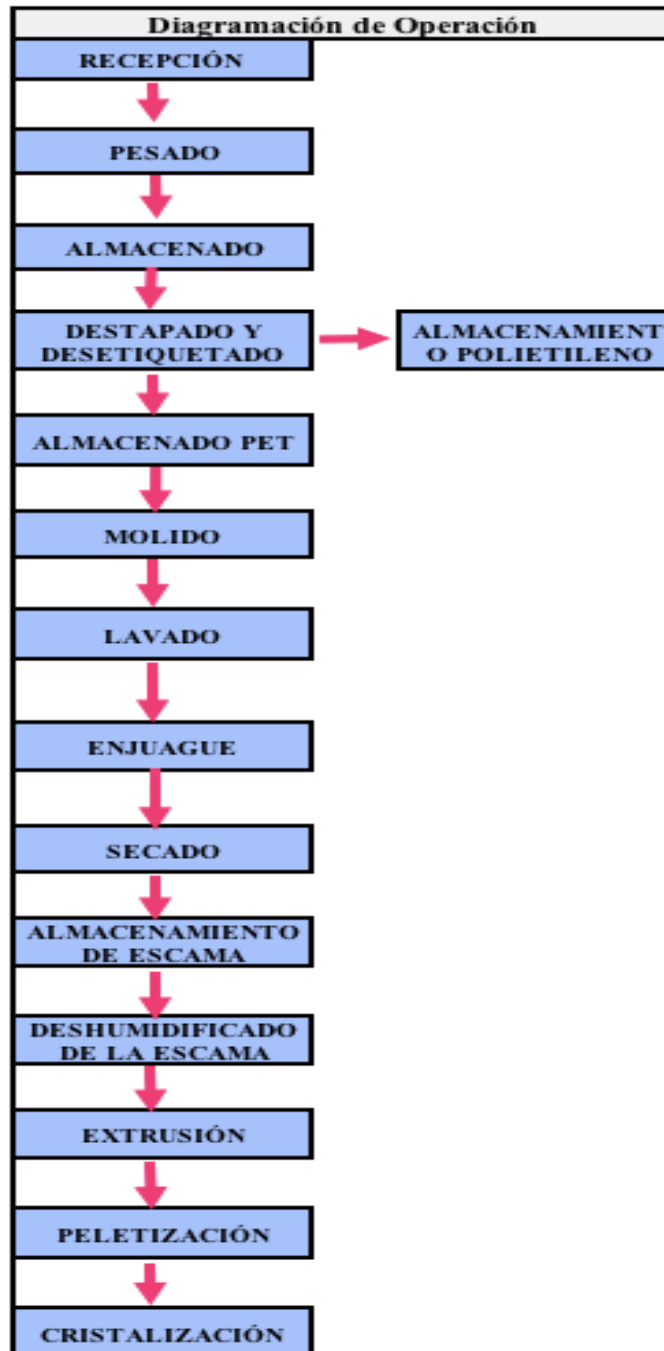 Diagramación de Operación
RECEPCIÓN
PESADO
ALMACENADO
DESTAPADO Y
DESETIQUETADO
ALMACENAMIENT
O POLIETILENO
ALMACENADO PET
MOLIDO
LAVADO
ENJUAGUE
SECADO
ALMACENAMIENTO
DE ESCAMA
DESHUMIDIFICADO
DE LA ESCAMA
EXTRUSIÓN
PELETIZACIÓN
CRISTALIZACIÓN